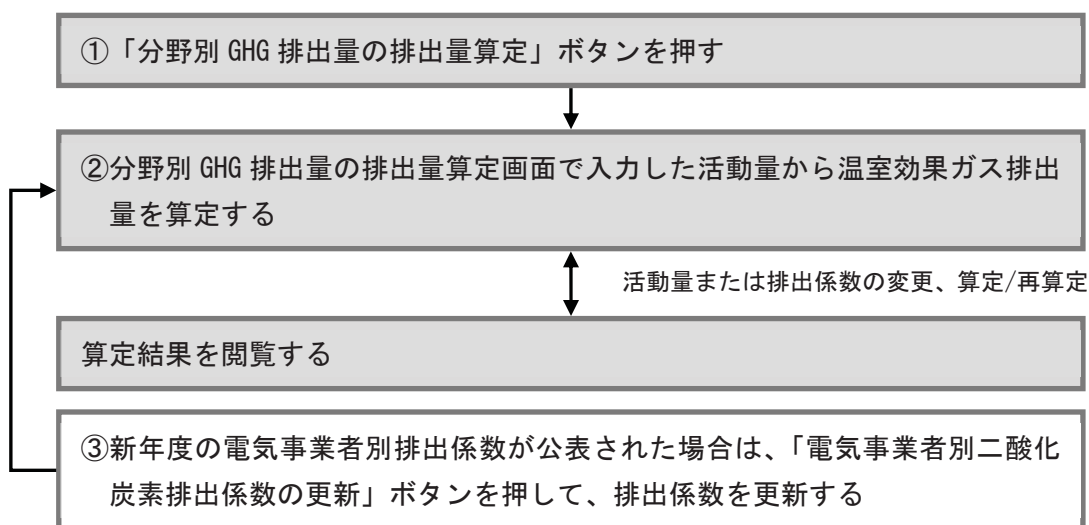 ①「分野別 GHG 排出量の排出量算定」ボタンを押す
②分野別 GHG 排出量の排出量算定画面で入力した活動量から温室効果ガス排出
量を算定する
活動量または排出係数の変更、算定/再算定
算定結果を閲覧する
③新年度の電気事業者別排出係数が公表された場合は、「電気事業者別二酸化
炭素排出係数の更新」ボタンを押して、排出係数を更新する